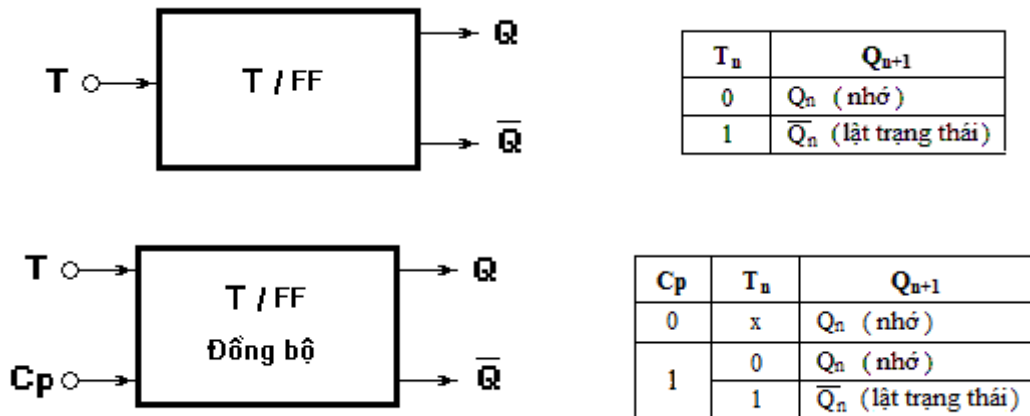 Q
T
T / FF
Q̅
Tₙ Qₙ₊₁
0 Qₙ ( nhớ )
1 Q̅ₙ (lật trạng thái)
T
T / FF
Đồng bộ
Cp
Q
Q̅
Cp Tₙ Qₙ₊₁
0 x Qₙ ( nhớ )
1 0 Qₙ ( nhớ )
1 Q̅ₙ (lật trạng thái)